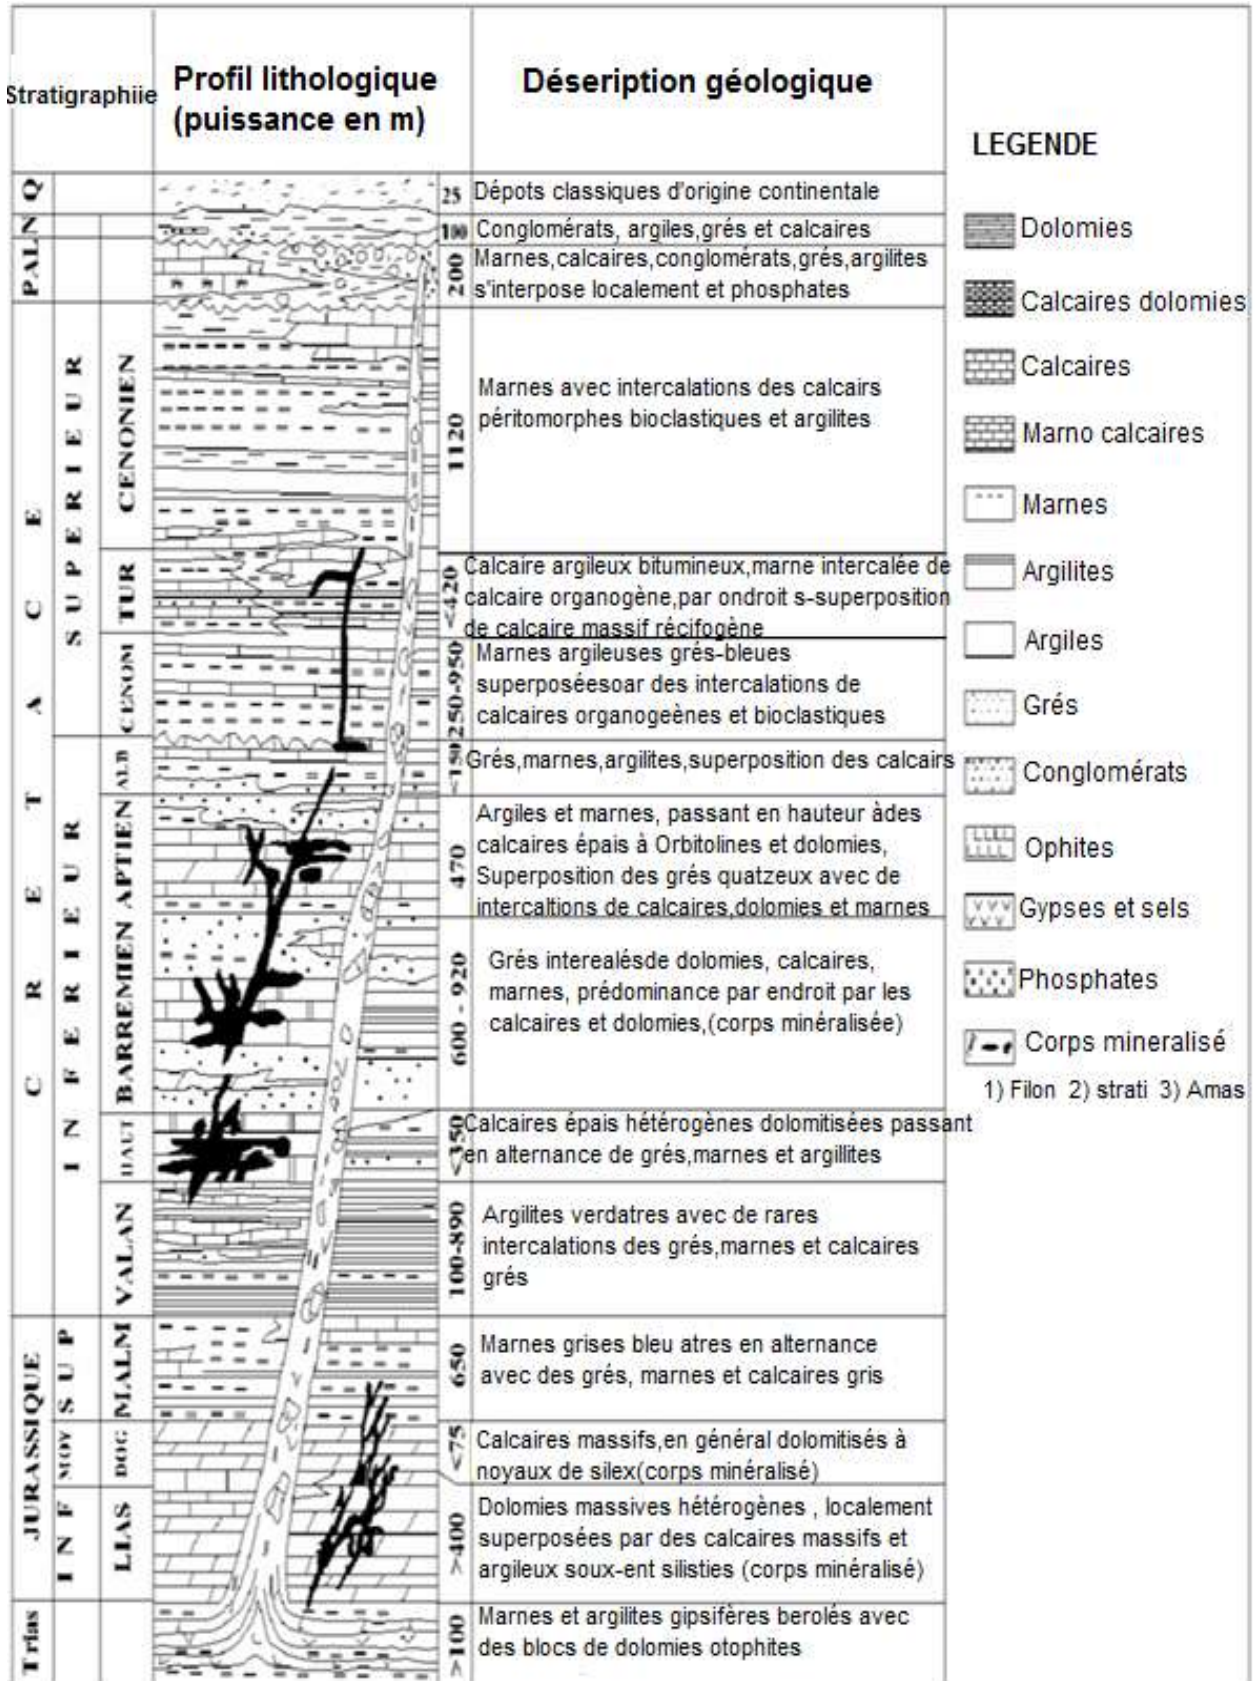 Stratigraphiie
Profil lithologique
(puissance en m)
Déseription géologique
LEGENDE
Q
25
Dépots classiques d'origine continentale
N
100
Conglomérats, argiles,grés et calcaires
PAL
200
Marnes,calcaires,conglomérats,grés,argilites
s'interpose localement et phosphates
CRETACE
SUPERIEUR
CENONIEN
1120
Marnes avec intercalations des calcairs
péritomorphes bioclastiques et argilites
TUR
<420
Calcaire argileux bitumineux,marne intercalée de
calcaire organogène,par ondroit s-superposition
de calcaire massif récifogène
CENOM
250-950
Marnes argileuses grés-bleues
superposéesoar des intercalations de
calcaires organogeènes et bioclastiques
INFERIEUR
ALB
<150
Grés,marnes,argilites,superposition des calcairs
APTIEN
470
Argiles et marnes, passant en hauteur àdes
calcaires épais à Orbitolines et dolomies,
Superposition des grés quatzeux avec de
intercaltions de calcaires,dolomies et marnes
BARREMIEN
600 - 920
Grés interealésde dolomies, calcaires,
marnes, prédominance par endroit par les
calcaires et dolomies,(corps minéralisée)
HAUT
<350
Calcaires épais hétérogènes dolomitisées passant
en alternance de grés,marnes et argillites
VALAN
100-890
Argilites verdatres avec de rares
intercalations des grés,marnes et calcaires
grés
JURASSIQUE
SUP
MALM
650
Marnes grises bleu atres en alternance
avec des grés, marnes et calcaires gris
MOY
DOG
<75
Calcaires massifs,en général dolomitisés à
noyaux de silex(corps minéralisé)
INF
LIAS
>400
Dolomies massives hétérogènes , localement
superposées par des calcaires massifs et
argileux soux-ent silisties (corps minéralisé)
Trias
>100
Marnes et argilites gipsifères berolés avec
des blocs de dolomies otophites
Dolomies
Calcaires dolomies
Calcaires
Marno calcaires
Marnes
Argilites
Argiles
Grés
Conglomérats
Ophites
Gypses et sels
Phosphates
Corps mineralisé
1) Filon 2) strati 3) Amas